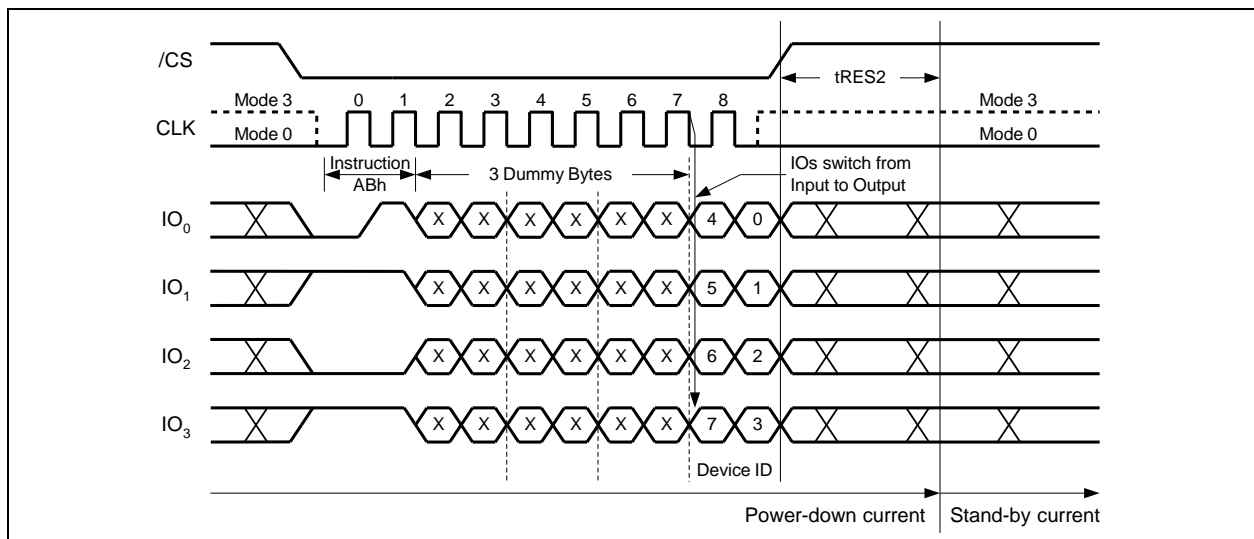 /CS
tRES2
Mode 3 0 1 2 3 4 5 6 7 8 Mode 3
CLK
Mode 0 Mode 0
Instruction
ABh
3 Dummy Bytes
IOs switch from
Input to Output
IO0 X X X X X X 4 0
IO1 X X X X X X 5 1
IO2 X X X X X X 6 2
IO3 X X X X X X 7 3
Device ID
Power-down current Stand-by current